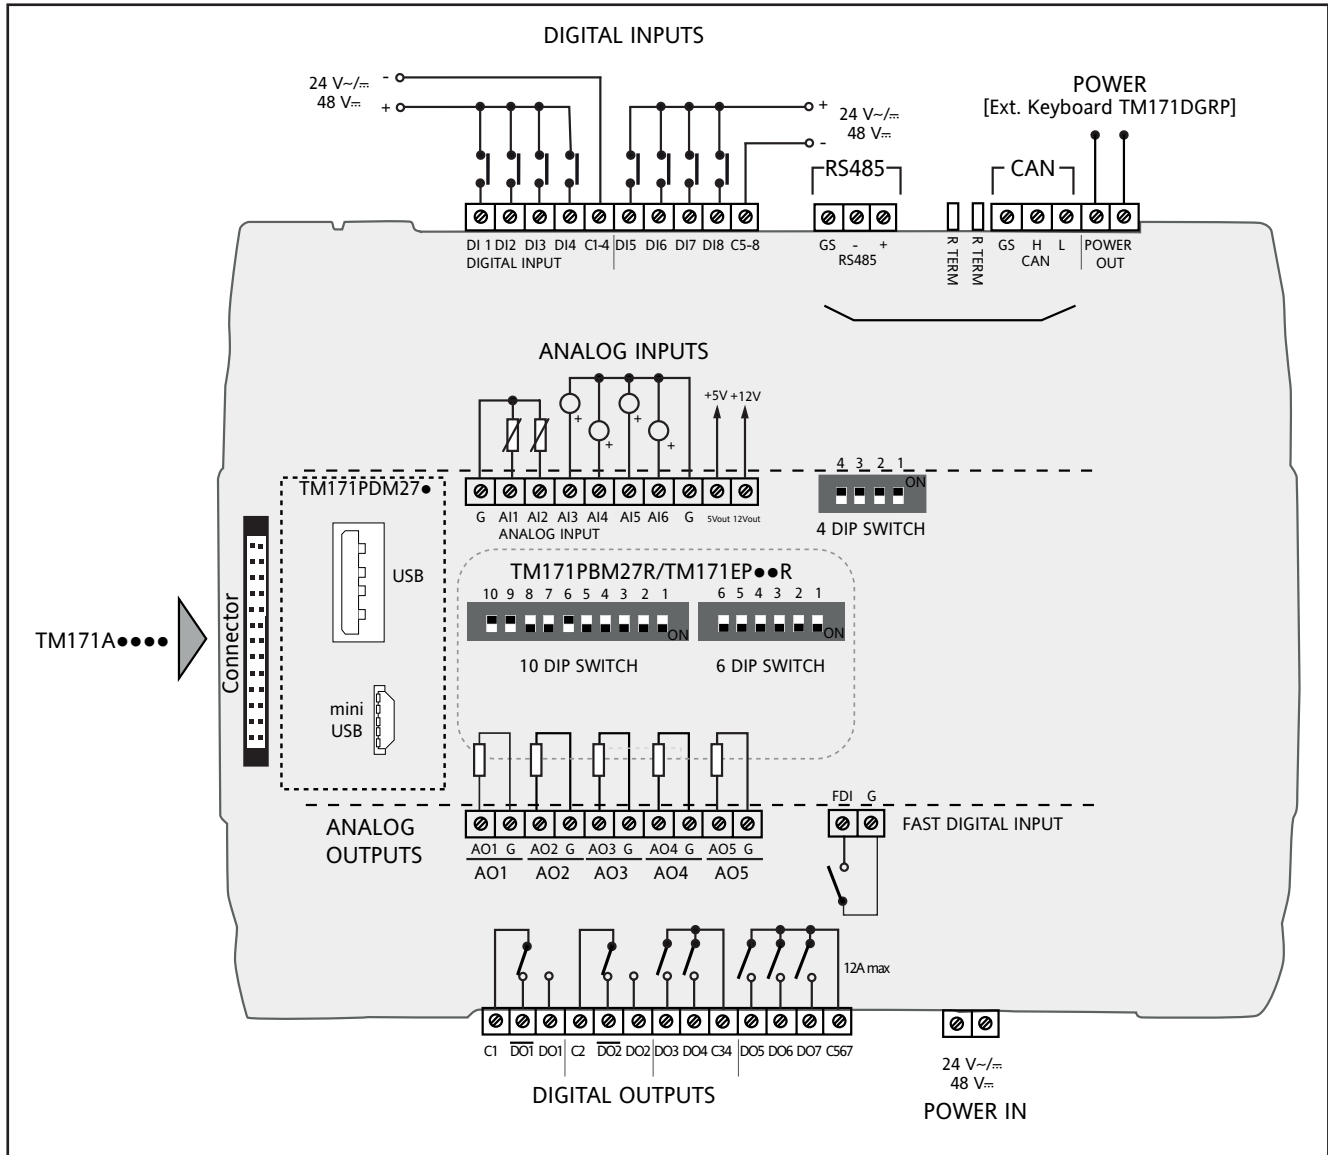 DIGITAL INPUTS
24 V~/⎓
48 V⎓
-
+
+
24 V~/⎓
48 V⎓
-
POWER
[Ext. Keyboard TM171DGRP]
RS485
CAN
DI 1 DI2 DI3 DI4 C1-4 DI5 DI6 DI7 DI8 C5-8
DIGITAL INPUT
GS - +
RS485
R TERM
R TERM
GS H L
CAN
POWER
OUT
ANALOG INPUTS
+5V +12V
+ + + +
4 3 2 1
ON
4 DIP SWITCH
TM171PDM27●
G AI1 AI2 AI3 AI4 AI5 AI6 G 5Vout 12Vout
ANALOG INPUT
USB
mini
USB
TM171PBM27R/TM171EP●●R
10 9 8 7 6 5 4 3 2 1
ON
10 DIP SWITCH
6 5 4 3 2 1
ON
6 DIP SWITCH
TM171A●●●●
Connector
ANALOG
OUTPUTS
AO1 G AO2 G AO3 G AO4 G AO5 G
AO1 AO2 AO3 AO4 AO5
FDI G
FAST DIGITAL INPUT
12A max
C1 D̅O̅1̅ DO1 C2 D̅O̅2̅ DO2 DO3 DO4 C34 DO5 DO6 DO7 C567
DIGITAL OUTPUTS
24 V~/⎓
48 V⎓
POWER IN